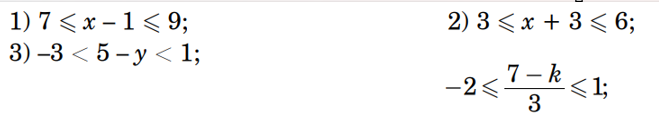 1) 7 ⩽ x – 1 ⩽ 9; 2) 3 ⩽ x + 3 ⩽ 6;
3) –3 < 5 – y < 1;
–2 ⩽ (7 – k)/3 ⩽ 1;